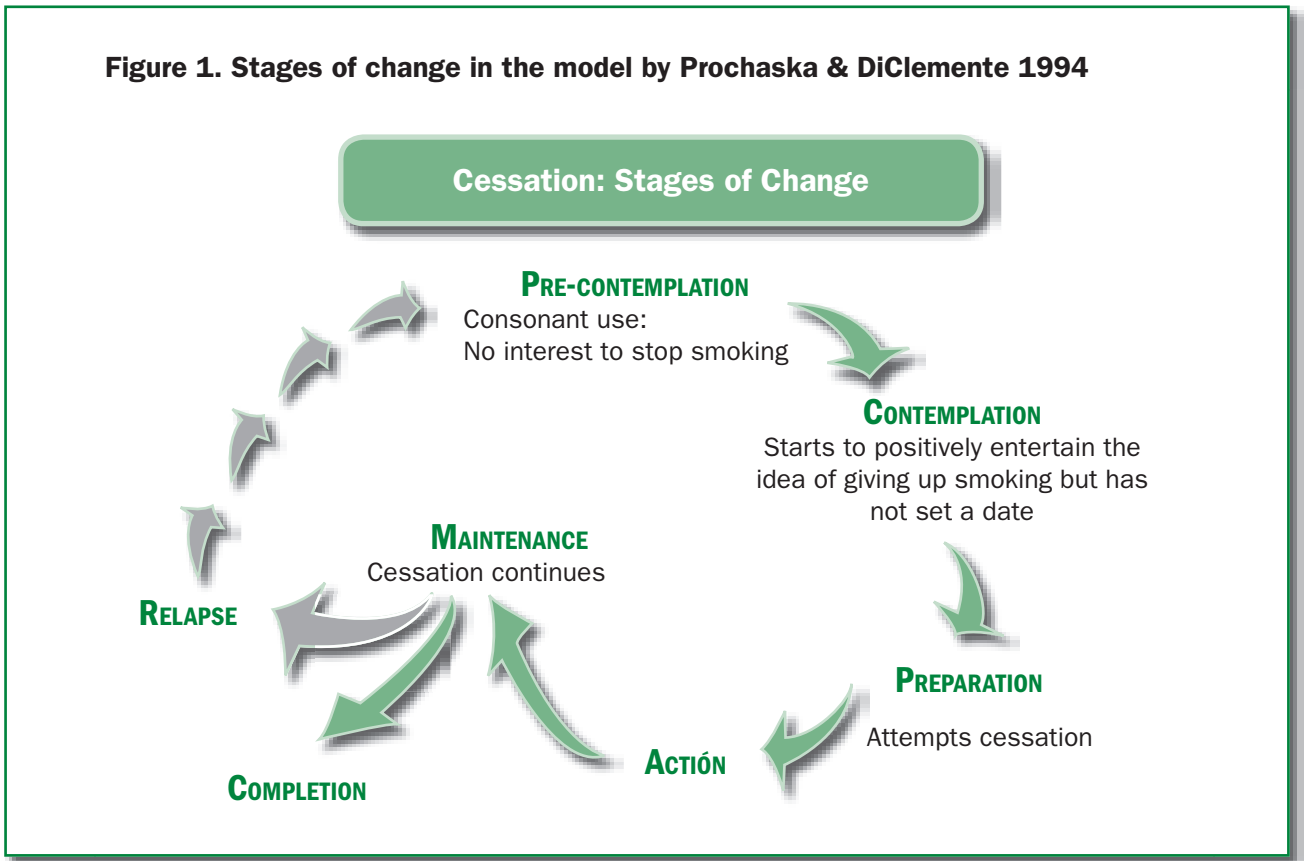 Figure 1. Stages of change in the model by Prochaska & DiClemente 1994
Cessation: Stages of Change
PRE-CONTEMPLATION
Consonant use:
No interest to stop smoking
CONTEMPLATION
Starts to positively entertain the
idea of giving up smoking but has
not set a date
PREPARATION
Attempts cessation
ACTIÓN
MAINTENANCE
Cessation continues
RELAPSE
COMPLETION